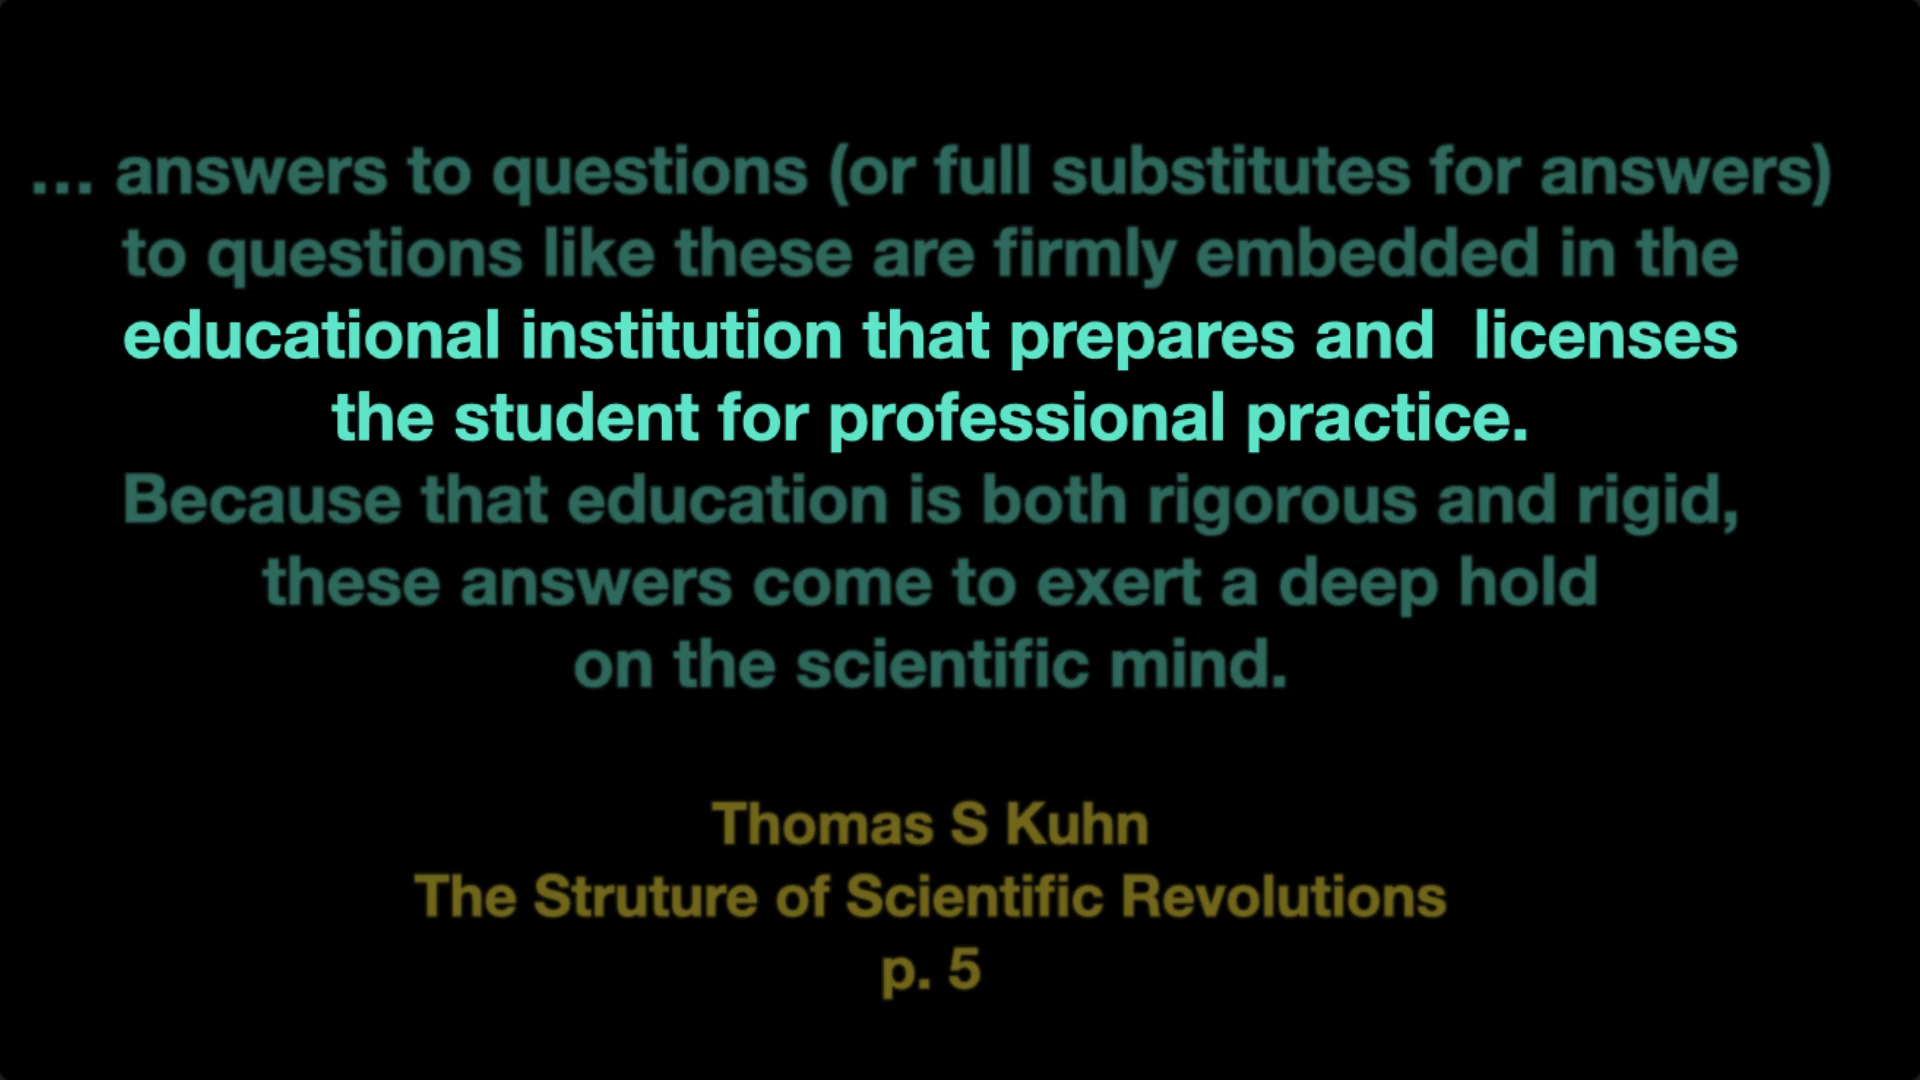 ... answers to questions (or full substitutes for answers)
to questions like these are firmly embedded in the
educational institution that prepares and  licenses
the student for professional practice.
Because that education is both rigorous and rigid,
these answers come to exert a deep hold
on the scientific mind.
Thomas S Kuhn
The Struture of Scientific Revolutions
p. 5